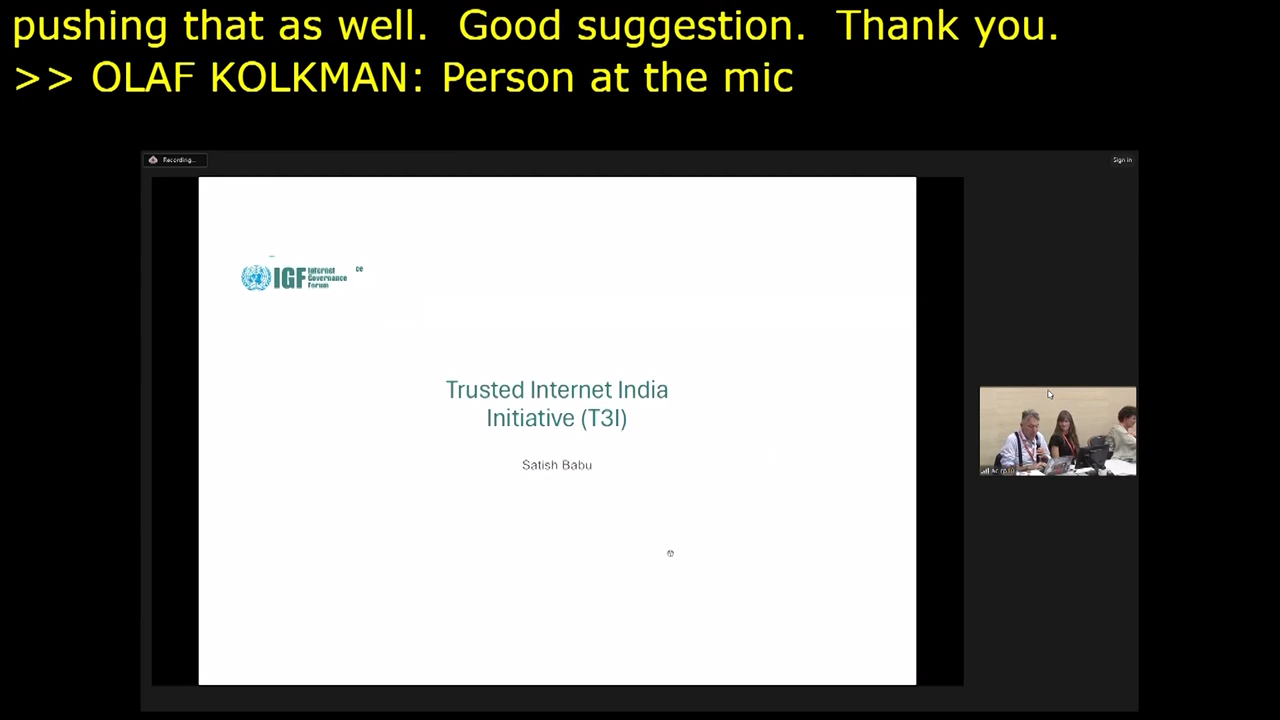 pushing that as well.  Good suggestion.  Thank you.
>> OLAF KOLKMAN: Person at the mic
Recording...
Sign in
IGF Internet Governance Forum
ce
Trusted Internet India
Initiative (T3I)
Satish Babu